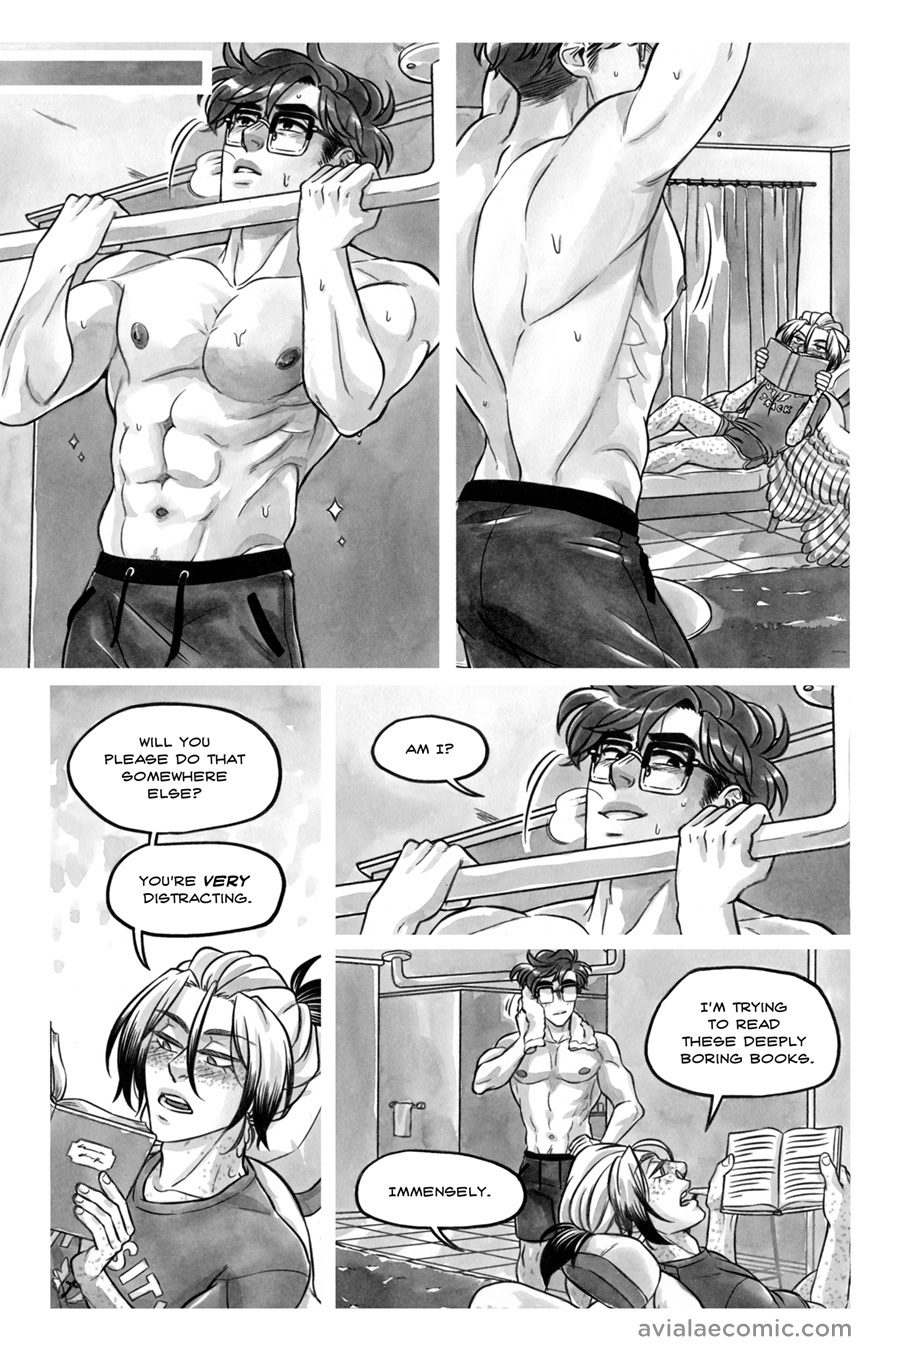 TRACK
WILL YOU
PLEASE DO THAT
SOMEWHERE
ELSE?
YOU'RE VERY
DISTRACTING.
AM I?
I'M TRYING
TO READ
THESE DEEPLY
BORING BOOKS.
IMMENSELY.
avialaecomic.com